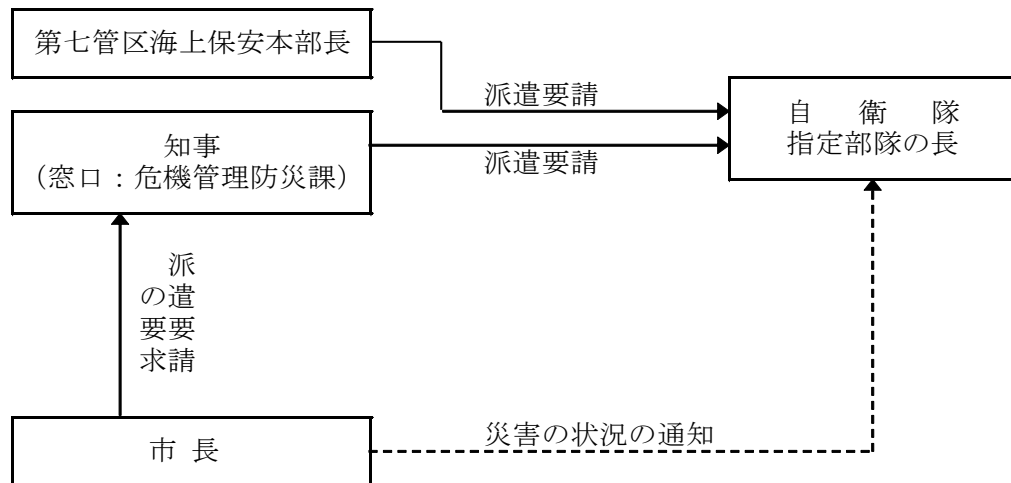 第七管区海上保安本部長
派遣要請
自衛隊
指定部隊の長
知事
(窓口:危機管理防災課)
派遣要請
派遣要請
の要求
市長
災害の状況の通知